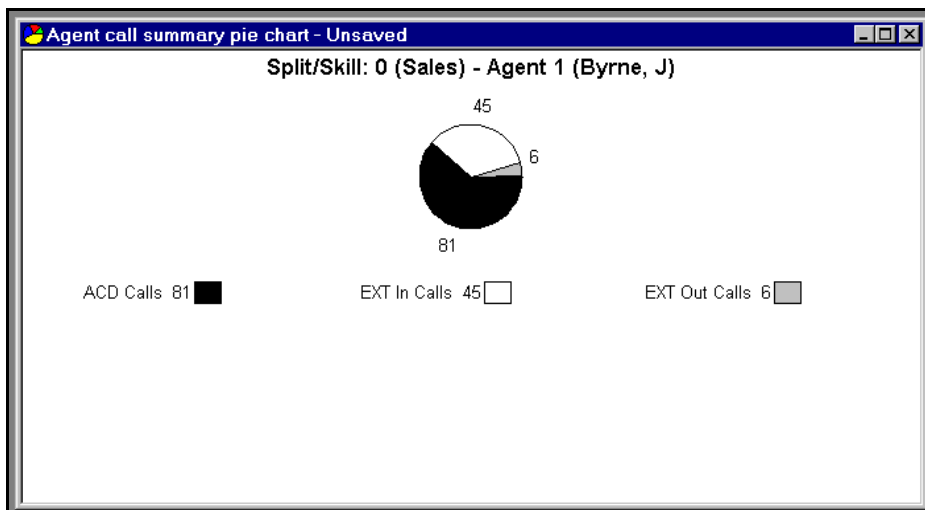 Agent call summary pie chart - Unsaved
Split/Skill: 0 (Sales) - Agent 1 (Byrne, J)
45
6
81
ACD Calls 81 EXT In Calls 45 EXT Out Calls 6